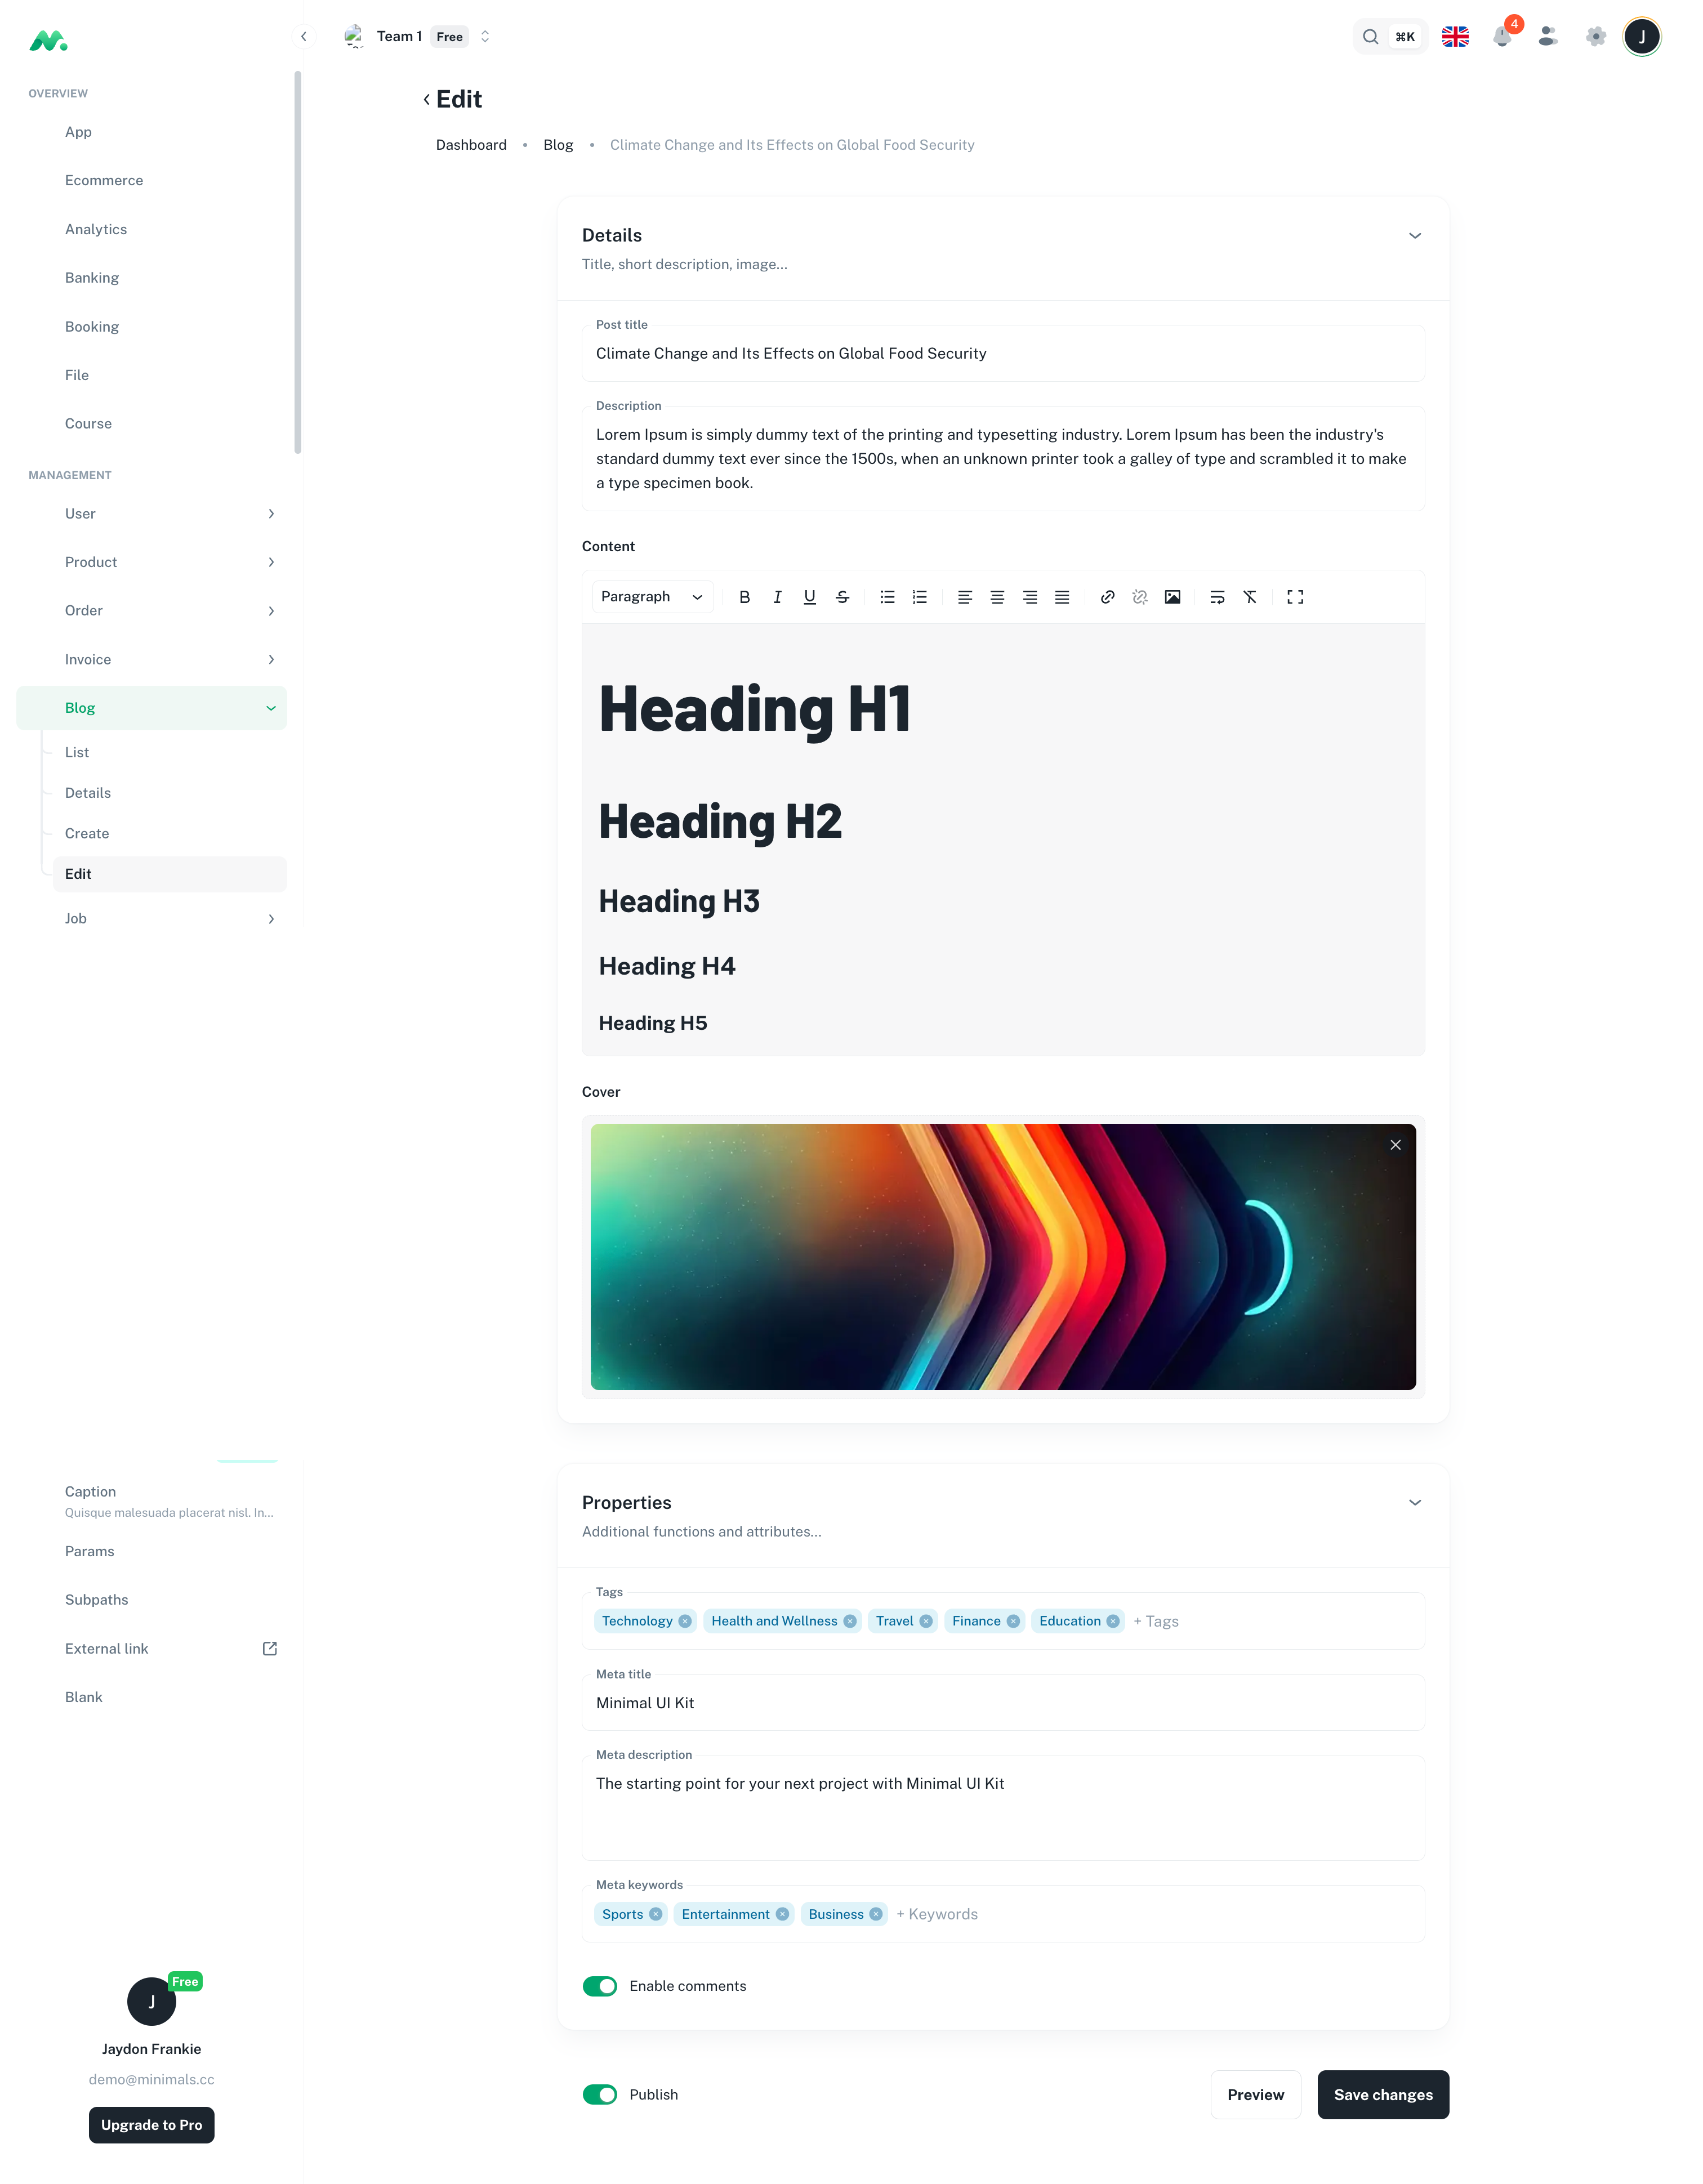 Team 1 Free
⌘K
4
J
OVERVIEW
App
Ecommerce
Analytics
Banking
Booking
File
Course
MANAGEMENT
User
Product
Order
Invoice
Blog
List
Details
Create
Edit
Job
Caption
Quisque malesuada placerat nisl. In...
Params
Subpaths
External link
Blank
Free
J
Jaydon Frankie
demo@minimals.cc
Upgrade to Pro
Edit
Dashboard • Blog • Climate Change and Its Effects on Global Food Security
Details
Title, short description, image...
Post title
Climate Change and Its Effects on Global Food Security
Description
Lorem Ipsum is simply dummy text of the printing and typesetting industry. Lorem Ipsum has been the industry's
standard dummy text ever since the 1500s, when an unknown printer took a galley of type and scrambled it to make
a type specimen book.
Content
Paragraph
Heading H1
Heading H2
Heading H3
Heading H4
Heading H5
Cover
Properties
Additional functions and attributes...
Tags
Technology Health and Wellness Travel Finance Education + Tags
Meta title
Minimal UI Kit
Meta description
The starting point for your next project with Minimal UI Kit
Meta keywords
Sports Entertainment Business + Keywords
Enable comments
Publish
Preview
Save changes